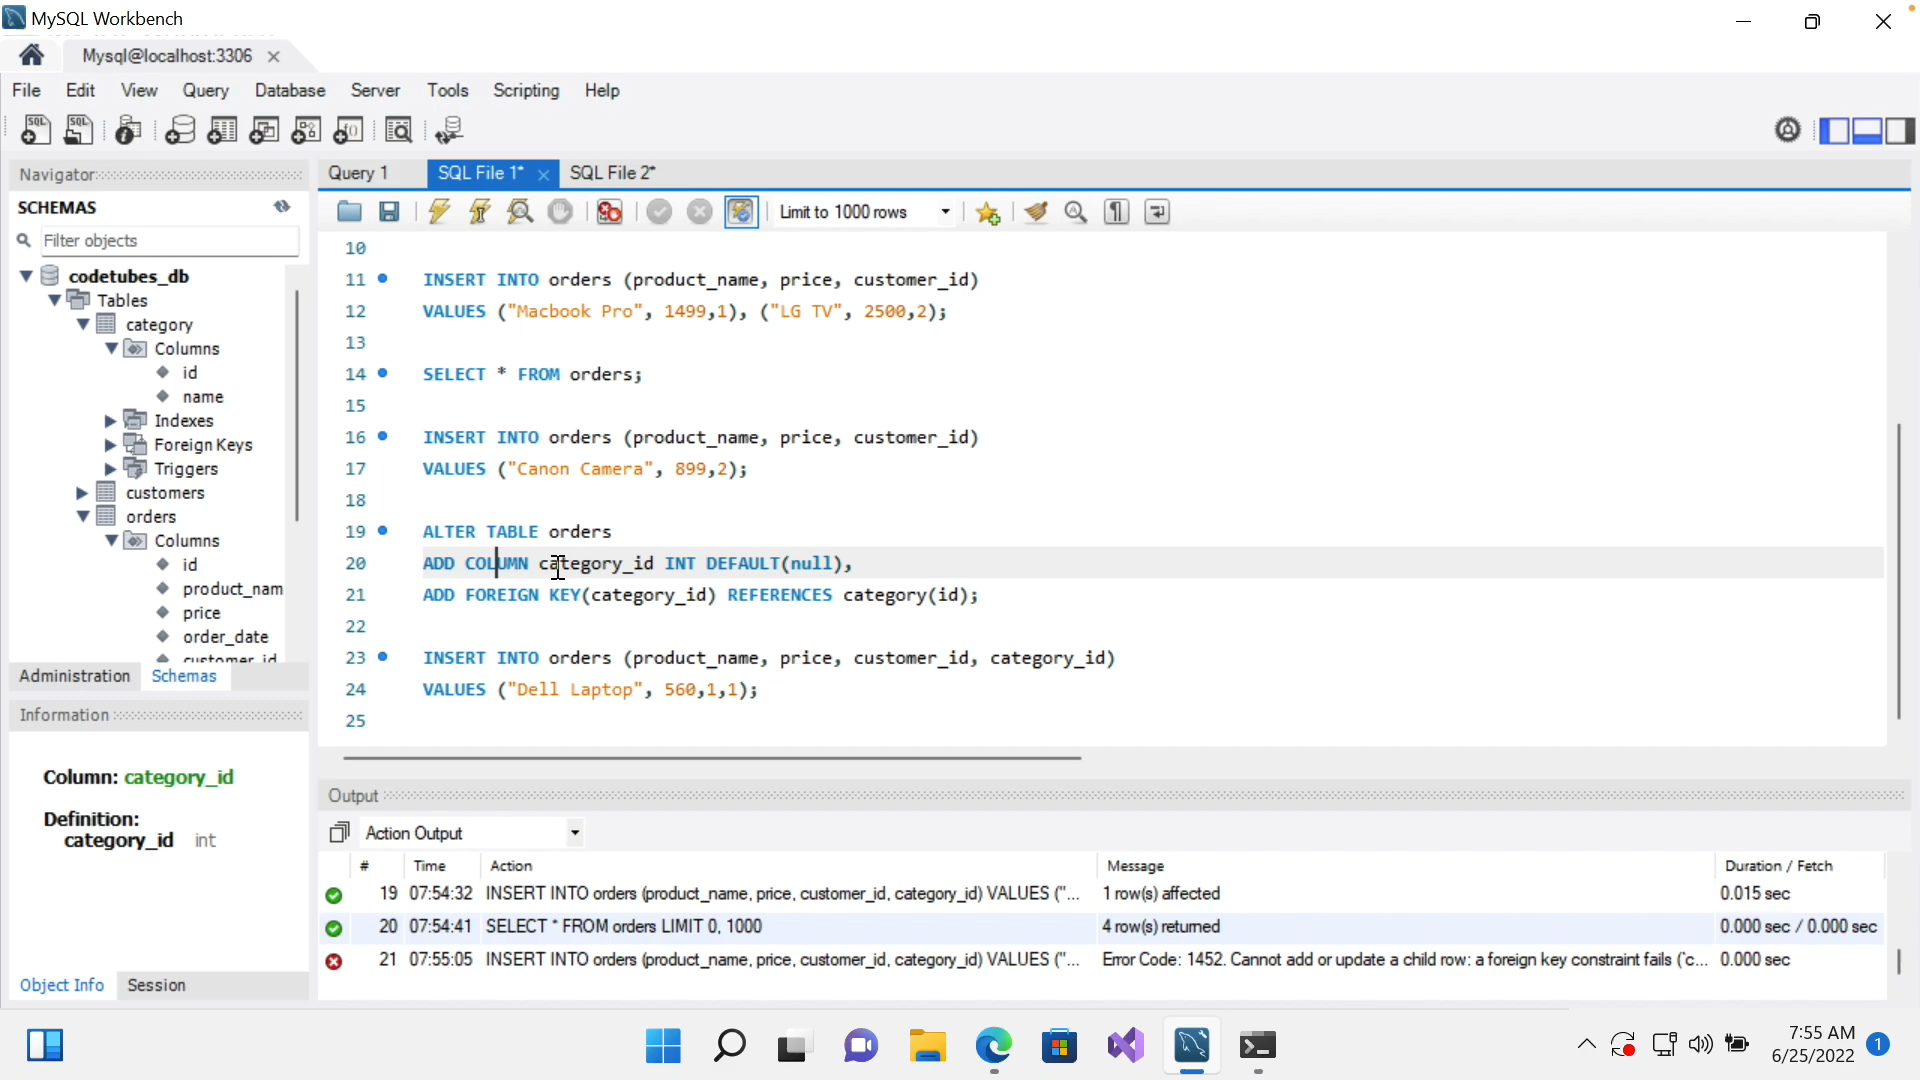 MySQL Workbench
Mysql@localhost:3306
File Edit View Query Database Server Tools Scripting Help
Navigator
SCHEMAS
Filter objects
codetubes_db
Tables
category
Columns
id
name
Indexes
Foreign Keys
Triggers
customers
orders
Columns
id
product_nam
price
order_date
customer_id
Administration Schemas
Information
Column: category_id
Definition:
category_id int
Object Info Session
Query 1 SQL File 1* SQL File 2*
Limit to 1000 rows
10
11 INSERT INTO orders (product_name, price, customer_id)
12 VALUES ("Macbook Pro", 1499,1), ("LG TV", 2500,2);
13
14 SELECT * FROM orders;
15
16 INSERT INTO orders (product_name, price, customer_id)
17 VALUES ("Canon Camera", 899,2);
18
19 ALTER TABLE orders
20 ADD COLUMN category_id INT DEFAULT(null),
21 ADD FOREIGN KEY(category_id) REFERENCES category(id);
22
23 INSERT INTO orders (product_name, price, customer_id, category_id)
24 VALUES ("Dell Laptop", 560,1,1);
25
Output
Action Output
# Time Action Message Duration / Fetch
19 07:54:32 INSERT INTO orders (product_name, price, customer_id, category_id) VALUES ("... 1 row(s) affected 0.015 sec
20 07:54:41 SELECT * FROM orders LIMIT 0, 1000 4 row(s) returned 0.000 sec / 0.000 sec
21 07:55:05 INSERT INTO orders (product_name, price, customer_id, category_id) VALUES ("... Error Code: 1452. Cannot add or update a child row: a foreign key constraint fails (`c... 0.000 sec
7:55 AM
6/25/2022
1